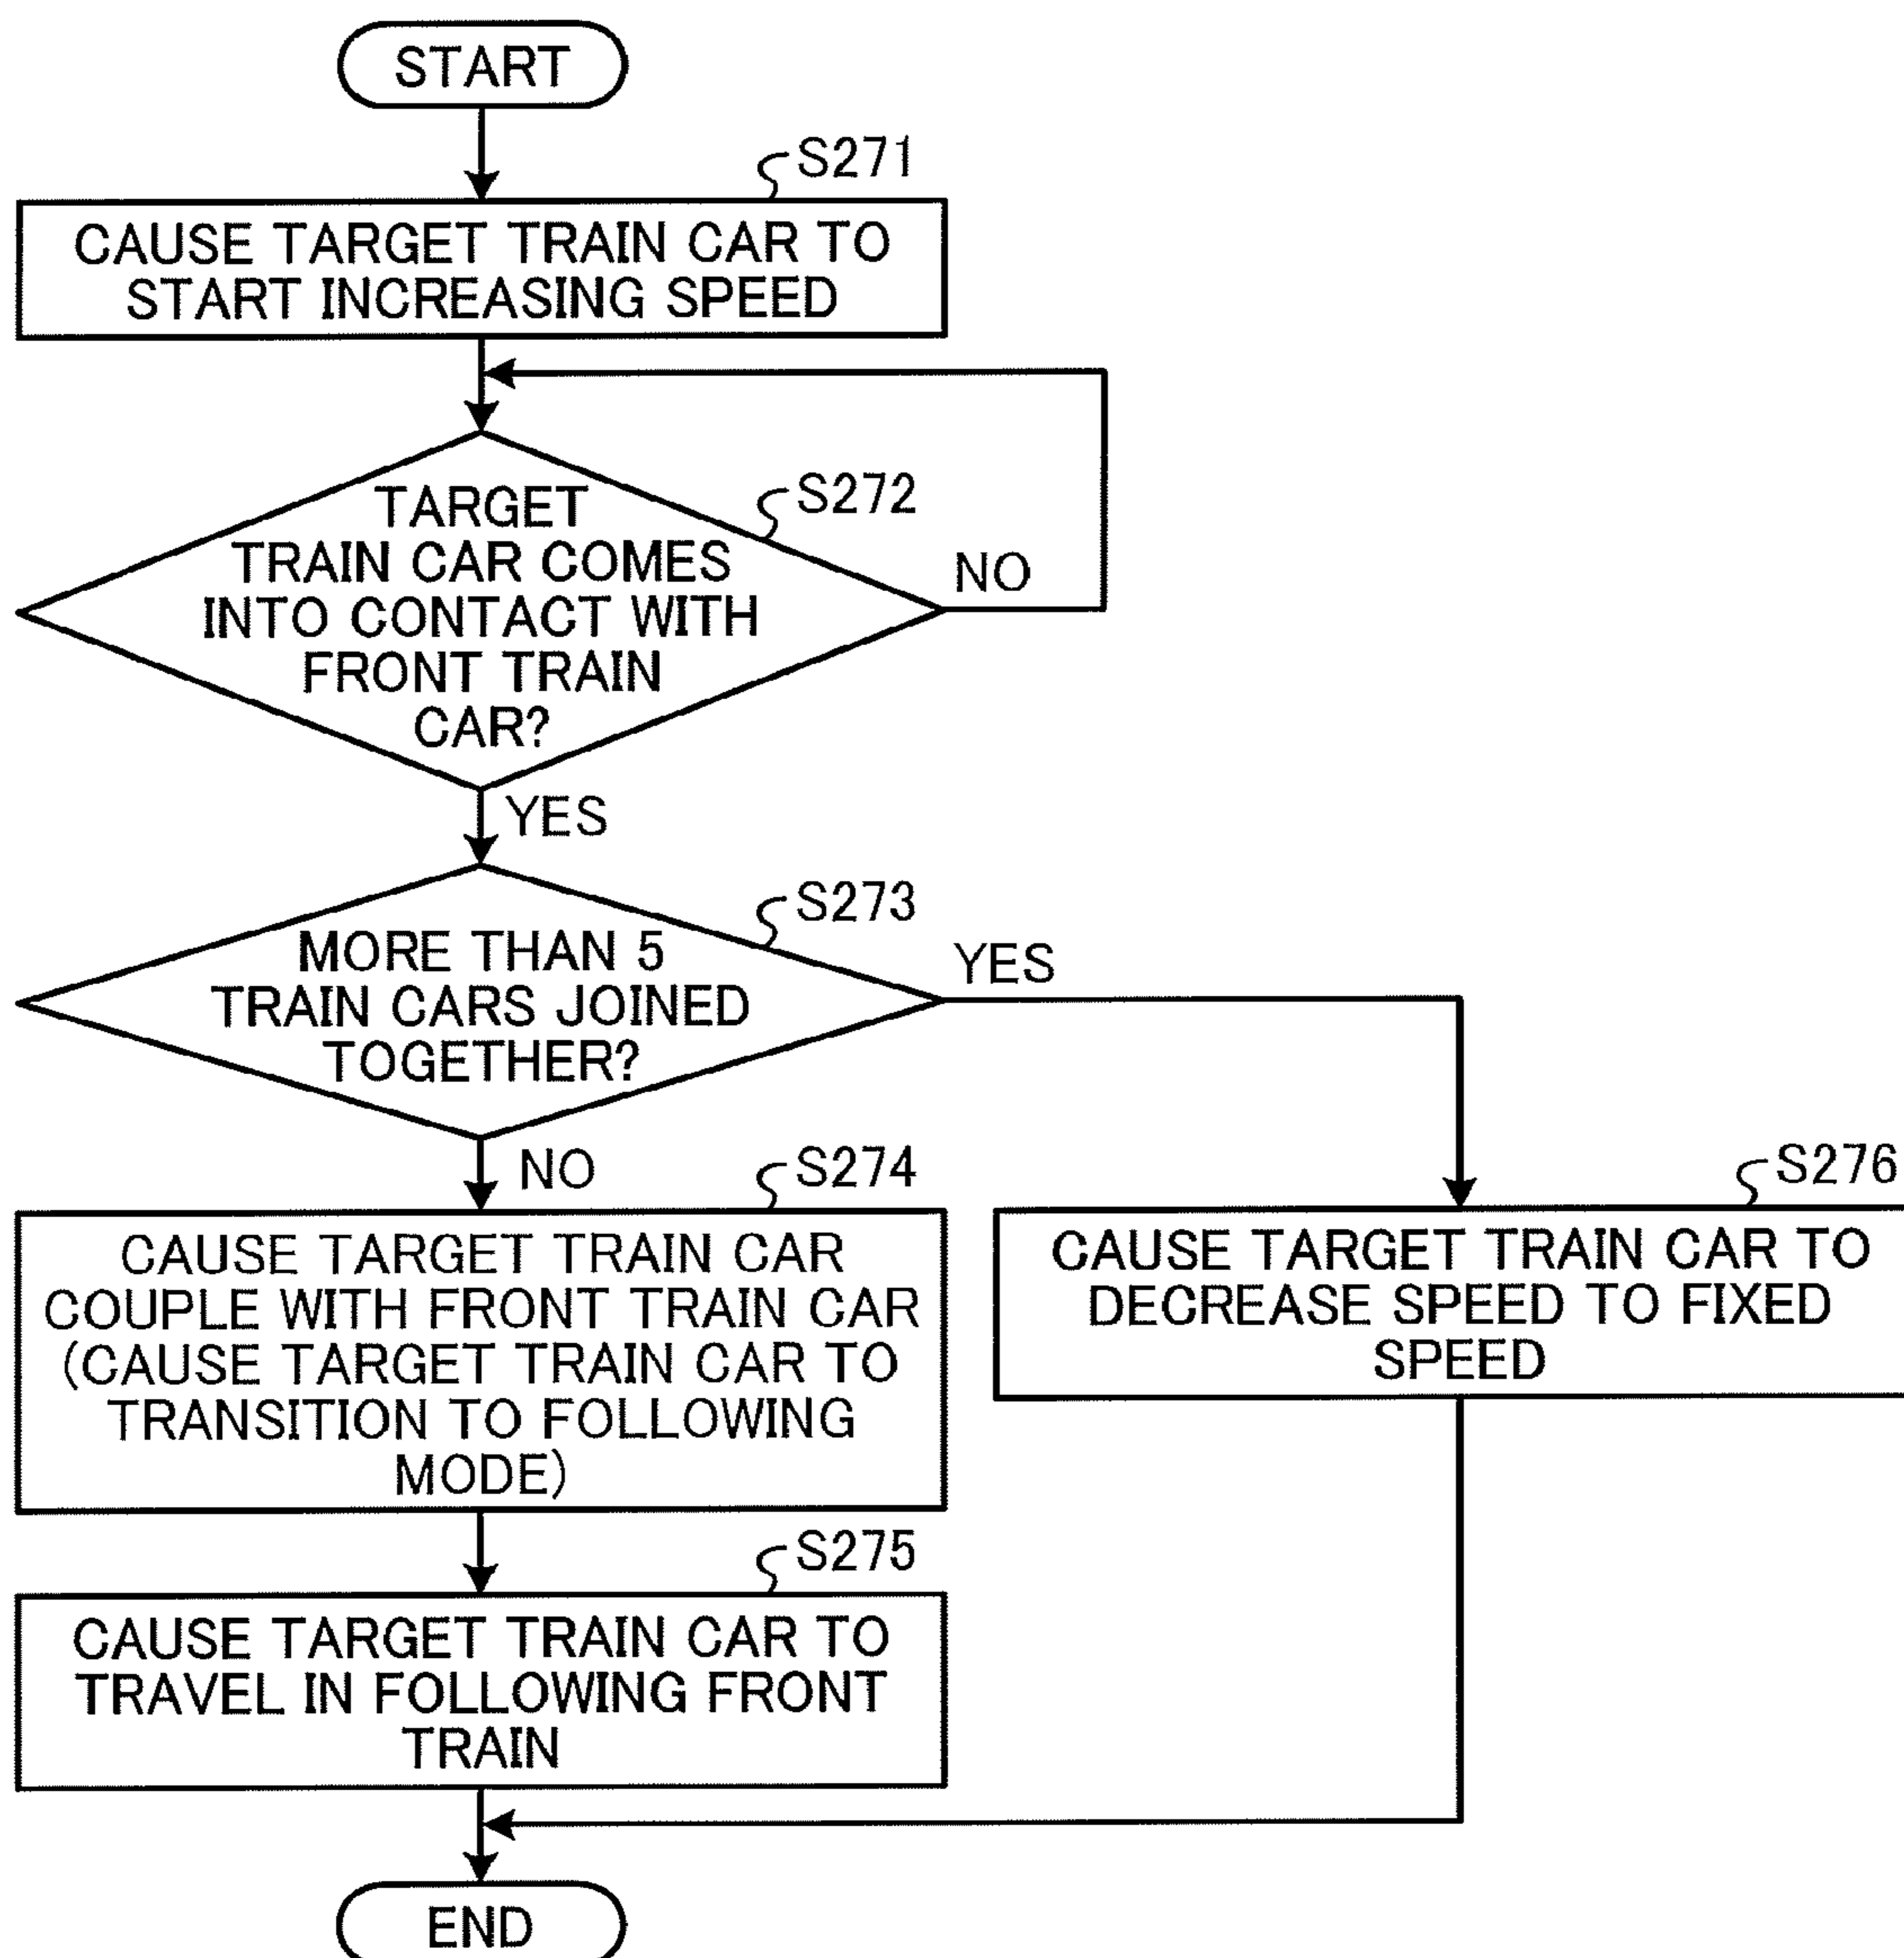 START
S271
CAUSE TARGET TRAIN CAR TO
START INCREASING SPEED
S272
TARGET
TRAIN CAR COMES
INTO CONTACT WITH
FRONT TRAIN
CAR?
NO
YES
S273
MORE THAN 5
TRAIN CARS JOINED
TOGETHER?
YES
NO
S274
CAUSE TARGET TRAIN CAR
COUPLE WITH FRONT TRAIN CAR
(CAUSE TARGET TRAIN CAR TO
TRANSITION TO FOLLOWING
MODE)
S276
CAUSE TARGET TRAIN CAR TO
DECREASE SPEED TO FIXED
SPEED
S275
CAUSE TARGET TRAIN CAR TO
TRAVEL IN FOLLOWING FRONT
TRAIN
END